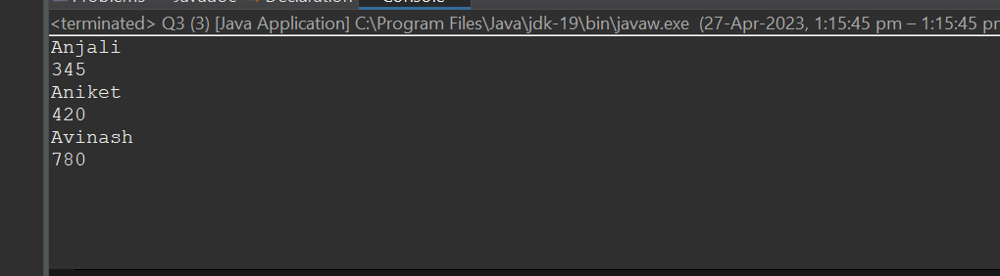 Problems Javadoc Declaration Console
<terminated> Q3 (3) [Java Application] C:\Program Files\Java\jdk-19\bin\javaw.exe (27-Apr-2023, 1:15:45 pm – 1:15:45 p
Anjali
345
Aniket
420
Avinash
780